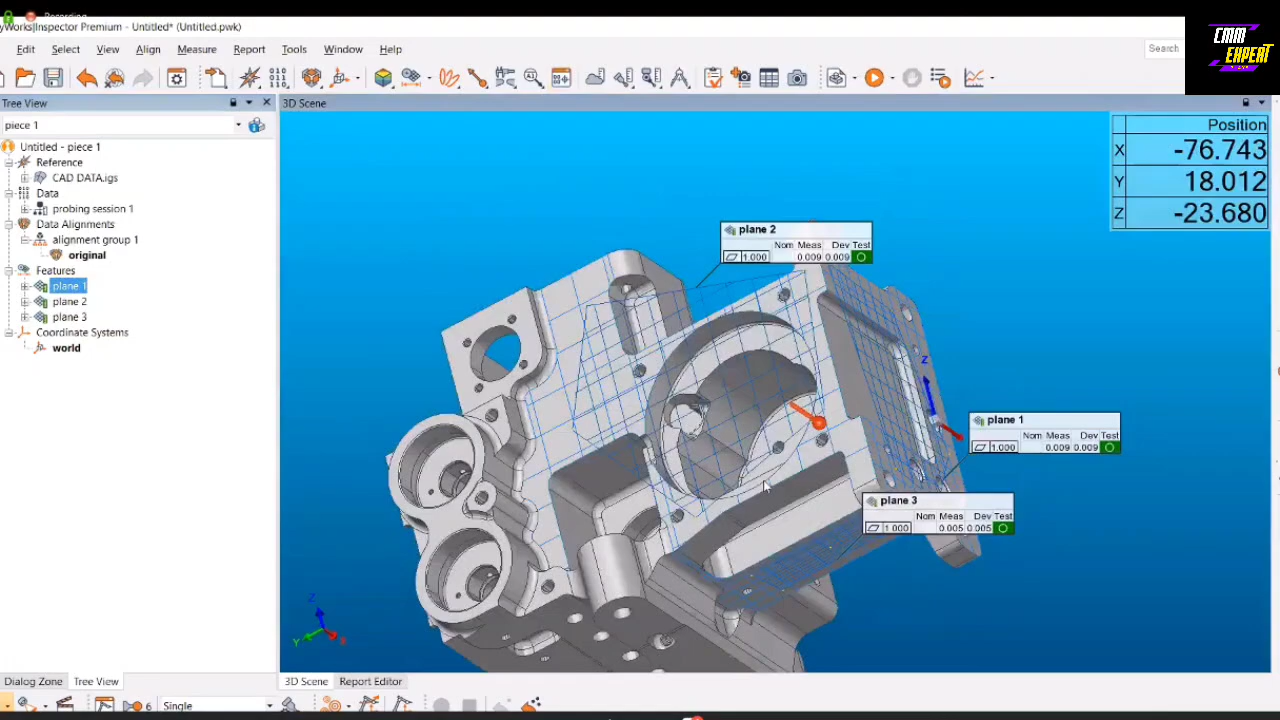 Recording
yWorks|Inspector Premium - Untitled* (Untitled.pwk)
Edit Select View Align Measure Report Tools Window Help
Search
CMM
EXPERT
Tree View
3D Scene
piece 1
Untitled - piece 1
Reference
CAD DATA.igs
Data
probing session 1
Data Alignments
alignment group 1
original
Features
plane 1
plane 2
plane 3
Coordinate Systems
world
Position
X -76.743
Y 18.012
Z -23.680
plane 2
Nom Meas Dev Test
1.000 0.009 0.009
plane 1
Nom Meas Dev Test
1.000 0.009 0.009
plane 3
Nom Meas Dev Test
1.000 0.005 0.005
Z
Z
Y X
Dialog Zone Tree View
3D Scene Report Editor
6 Single